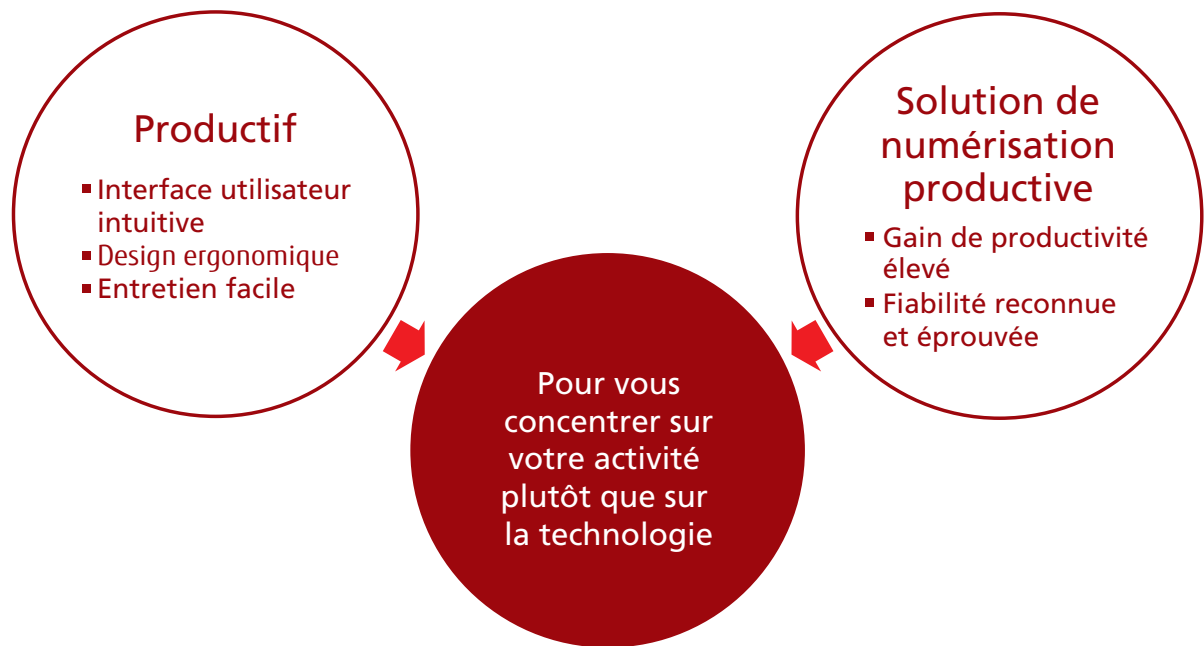 Productif
▪ Interface utilisateur
intuitive
▪ Design ergonomique
▪ Entretien facile
Solution de
numérisation
productive
▪ Gain de productivité
élevé
▪ Fiabilité reconnue
et éprouvée
Pour vous
concentrer sur
votre activité
plutôt que sur
la technologie